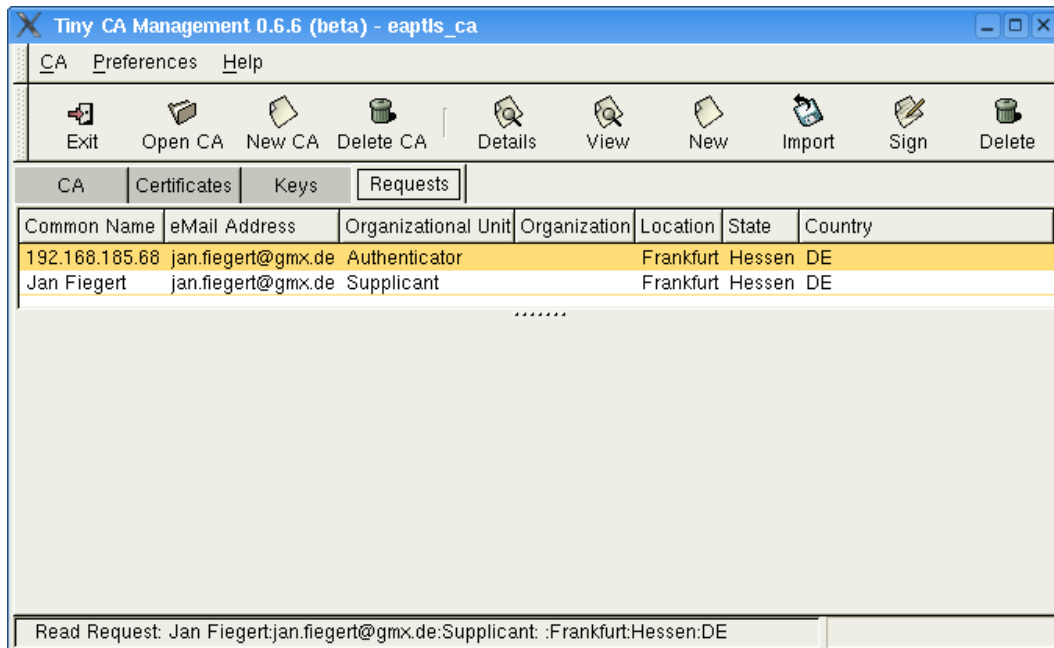 Tiny CA Management 0.6.6 (beta) - eaptls_ca
CA Preferences Help
Exit Open CA New CA Delete CA Details View New Import Sign Delete
CA Certificates Keys Requests
Common Name eMail Address Organizational Unit Organization Location State Country
192.168.185.68 jan.fiegert@gmx.de Authenticator Frankfurt Hessen DE
Jan Fiegert jan.fiegert@gmx.de Supplicant Frankfurt Hessen DE
Read Request: Jan Fiegert:jan.fiegert@gmx.de:Supplicant: :Frankfurt:Hessen:DE